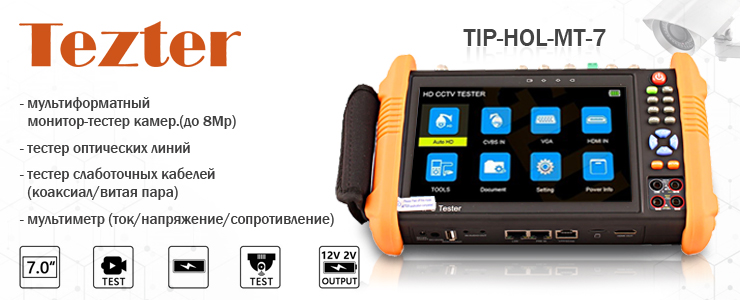 Tezter
TIP-HOL-MT-7
- мультиформатный
монитор-тестер камер.(до 8Мр)
- тестер оптических линий
- тестер слаботочных кабелей
(коаксиал/витая пара)
- мультиметр (ток/напряжение/сопротивление)
HD CCTV TESTER
Auto HD
CVBS IN
VGA
HDMI IN
TOOLS
Document
Setting
Power Info
Tester
7.0“
TEST
TEST
12V 2V
OUTPUT